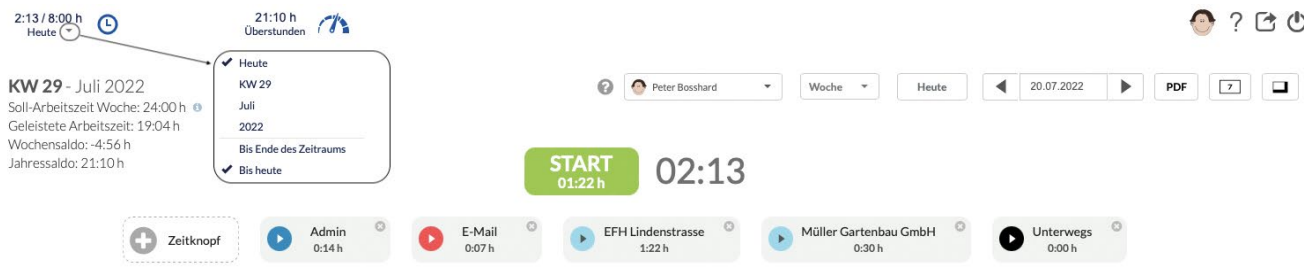 2:13 / 8:00 h
Heute
21:10 h
Überstunden
?
Heute
KW 29
Juli
2022
Bis Ende des Zeitraums
Bis heute
KW 29 - Juli 2022
Soll-Arbeitszeit Woche: 24:00 h
Geleistete Arbeitszeit: 19:04 h
Wochensaldo: -4:56 h
Jahressaldo: 21:10 h
? Peter Bosshard Woche Heute 20.07.2022 PDF 7
START
01:22 h
02:13
Zeitknopf
Admin
0:14 h
E-Mail
0:07 h
EFH Lindenstrasse
1:22 h
Müller Gartenbau GmbH
0:30 h
Unterwegs
0:00 h